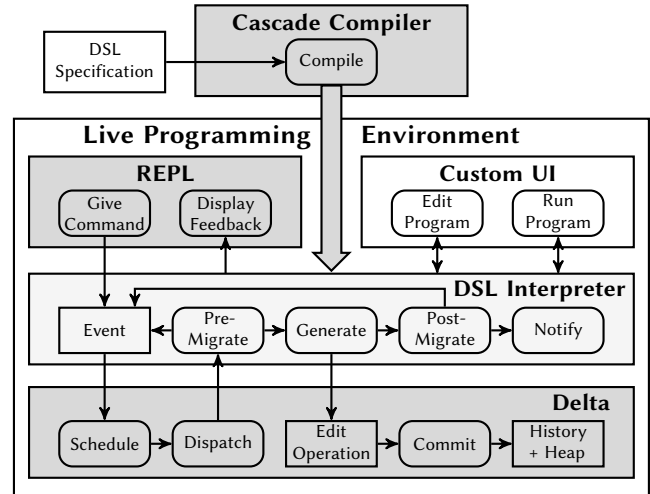 Cascade Compiler
DSL
Specification
Compile
Live Programming Environment
REPL
Give
Command
Display
Feedback
Custom UI
Edit
Program
Run
Program
DSL Interpreter
Event
Pre-
Migrate
Generate
Post-
Migrate
Notify
Delta
Schedule
Dispatch
Edit
Operation
Commit
History
+ Heap